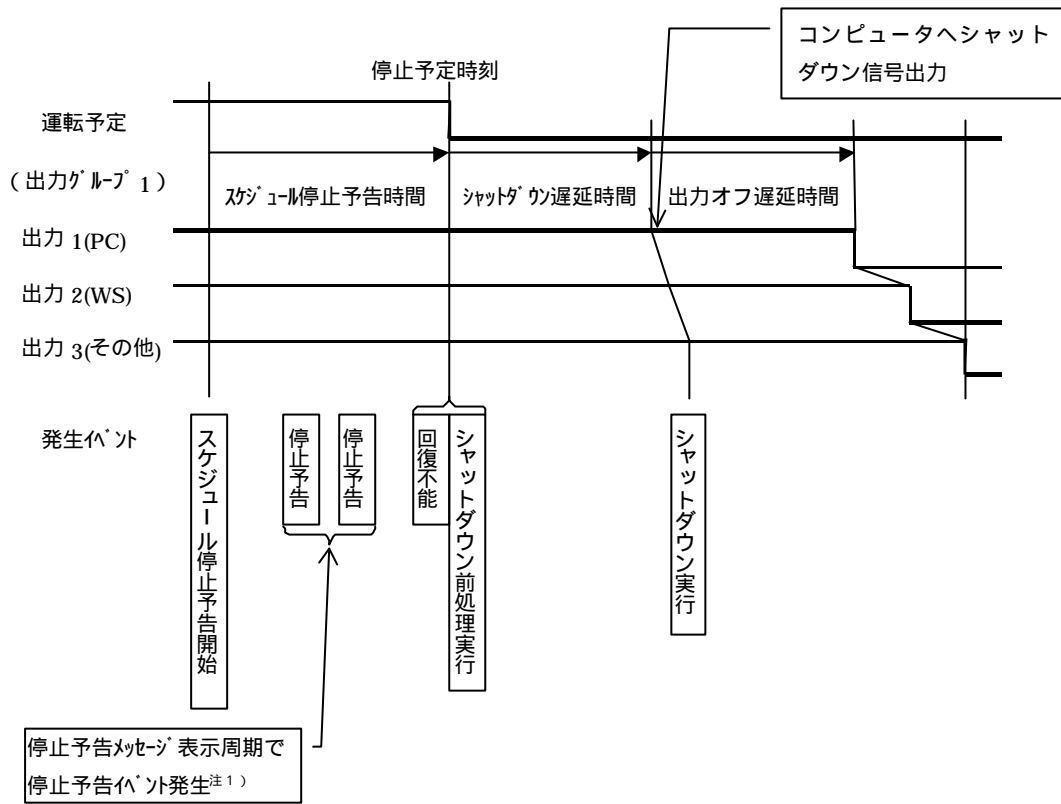 コンピュータへシャット
ダウン信号出力
停止予定時刻
運転予定
(出力グループ 1)
スケジュール停止予告時間
シャットダウン遅延時間
出力オフ遅延時間
出力 1(PC)
出力 2(WS)
出力 3(その他)
発生イベント
スケジュール停止予告開始
停止予告
停止予告
回復不能
シャットダウン前処理実行
シャットダウン実行
停止予告メッセージ表示周期で
停止予告イベント発生注1)